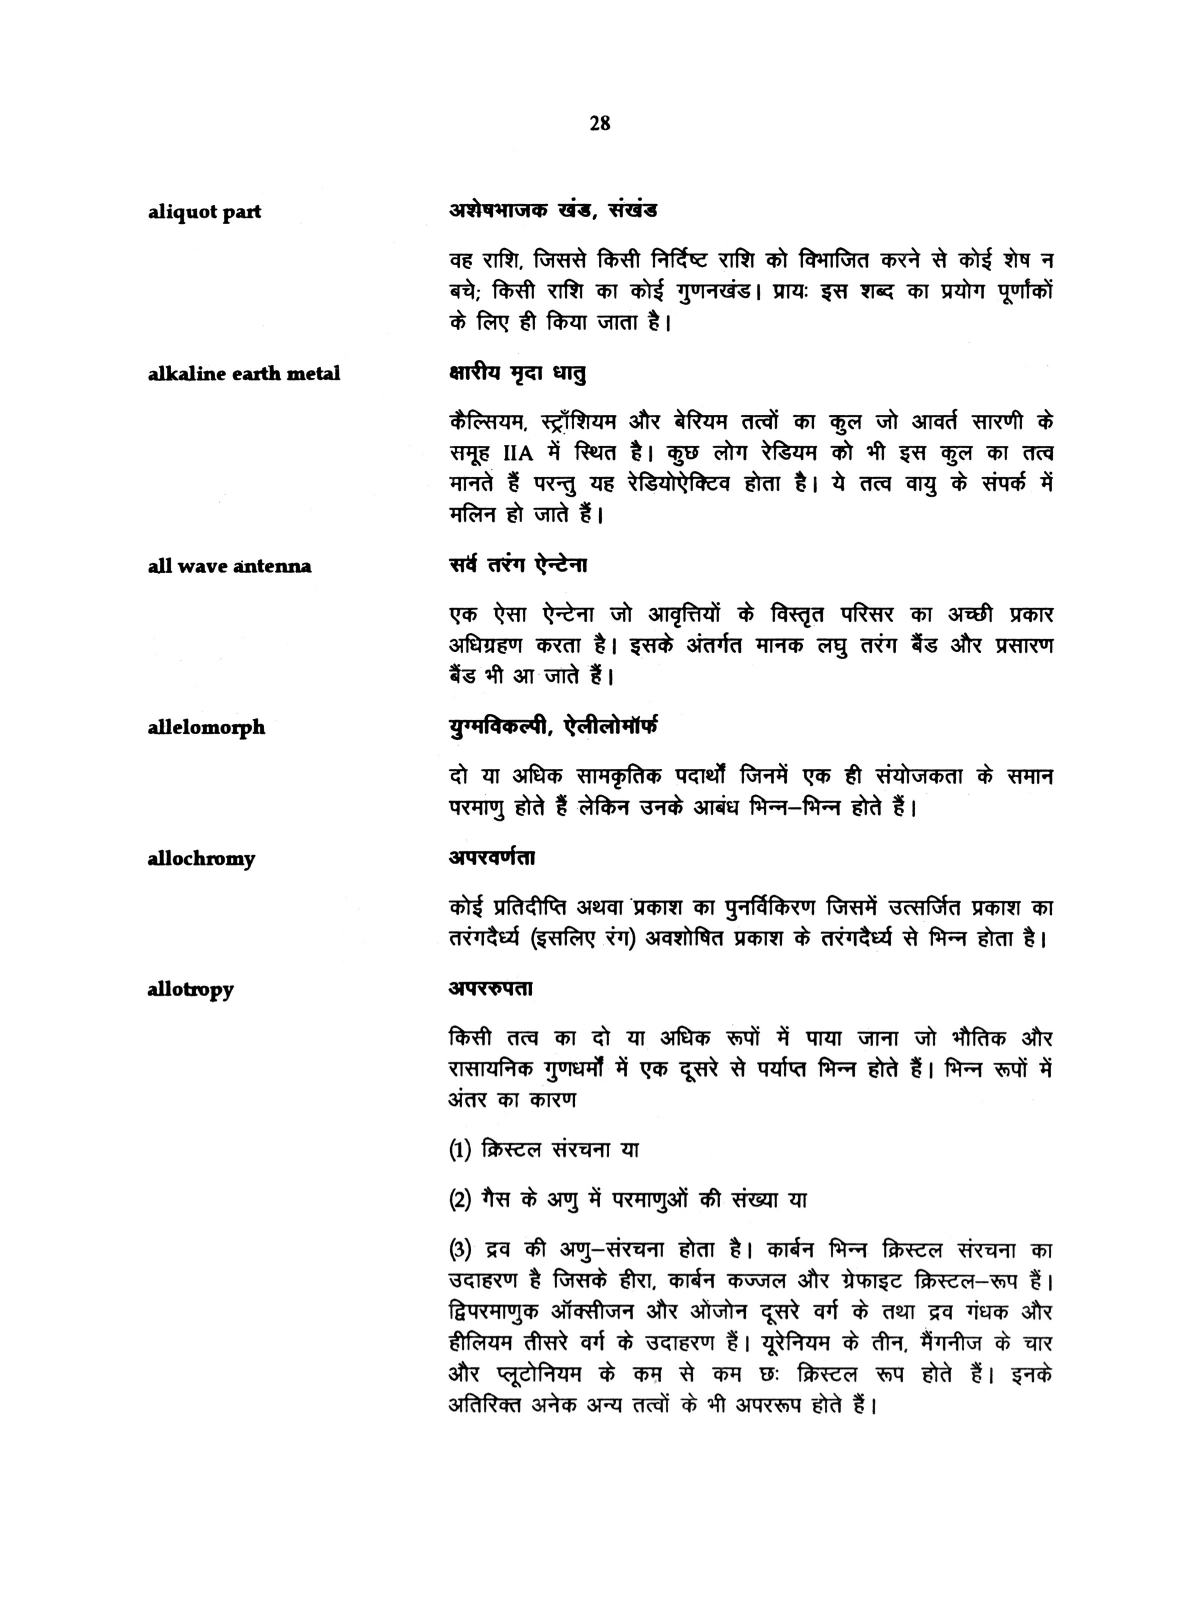 28
aliquot part अशेषभाजक खंड, संखंड
वह राशि, जिससे किसी निर्दिष्ट राशि को विभाजित करने से कोई शेष न
बचे; किसी राशि का कोई गुणनखंड। प्रायः इस शब्द का प्रयोग पूर्णांकों
के लिए ही किया जाता है।
alkaline earth metal क्षारीय मृदा धातु
कैल्सियम, स्ट्राँशियम और बेरियम तत्वों का कुल जो आवर्त सारणी के
समूह IIA में स्थित है। कुछ लोग रेडियम को भी इस कुल का तत्व
मानते हैं परन्तु यह रेडियोऐक्टिव होता है। ये तत्व वायु के संपर्क में
मलिन हो जाते हैं।
all wave antenna सर्व तरंग ऐन्टेना
एक ऐसा ऐन्टेना जो आवृत्तियों के विस्तृत परिसर का अच्छी प्रकार
अधिग्रहण करता है। इसके अंतर्गत मानक लघु तरंग बैंड और प्रसारण
बैंड भी आ जाते हैं।
allelomorph युग्मविकल्पी, ऐलीलोमॉर्फ
दो या अधिक सामकृतिक पदार्थों जिनमें एक ही संयोजकता के समान
परमाणु होते हैं लेकिन उनके आबंध भिन्न–भिन्न होते हैं।
allochromy अपरवर्णता
कोई प्रतिदीप्ति अथवा प्रकाश का पुनर्विकिरण जिसमें उत्सर्जित प्रकाश का
तरंगदैर्ध्य (इसलिए रंग) अवशोषित प्रकाश के तरंगदैर्ध्य से भिन्न होता है।
allotropy अपररुपता
किसी तत्व का दो या अधिक रूपों में पाया जाना जो भौतिक और
रासायनिक गुणधर्मों में एक दूसरे से पर्याप्त भिन्न होते हैं। भिन्न रूपों में
अंतर का कारण
(1) क्रिस्टल संरचना या
(2) गैस के अणु में परमाणुओं की संख्या या
(3) द्रव की अणु–संरचना होता है। कार्बन भिन्न क्रिस्टल संरचना का
उदाहरण है जिसके हीरा, कार्बन कज्जल और ग्रेफाइट क्रिस्टल–रूप हैं।
द्विपरमाणुक ऑक्सीजन और ओजोन दूसरे वर्ग के तथा द्रव गंधक और
हीलियम तीसरे वर्ग के उदाहरण हैं। यूरेनियम के तीन, मैंगनीज के चार
और प्लूटोनियम के कम से कम छः क्रिस्टल रूप होते हैं। इनके
अतिरिक्त अनेक अन्य तत्वों के भी अपररूप होते हैं।